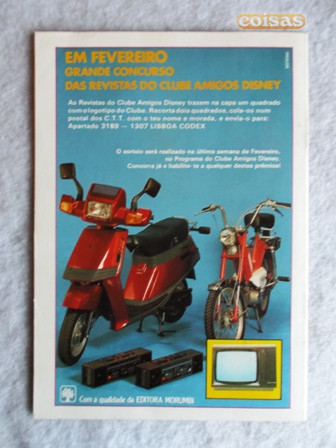 coisas
EM FEVEREIRO
GRANDE CONCURSO
DAS REVISTAS DO CLUBE AMIGOS DISNEY
As Revistas do Clube Amigos Disney trazem na capa um quadrado
com o logotipo do Clube. Recorta dois quadrados, cola-os num
postal dos C.T.T. com o teu nome e morada, e envia-o para:
Apartado 3189 — 1307 LISBOA CODEX
O sorteio será realizado na última semana de Fevereiro,
no Programa do Clube Amigos Disney.
Concorre já e habilita-te a qualquer destes prémios!
Com a qualidade da EDITORA MORUMBI